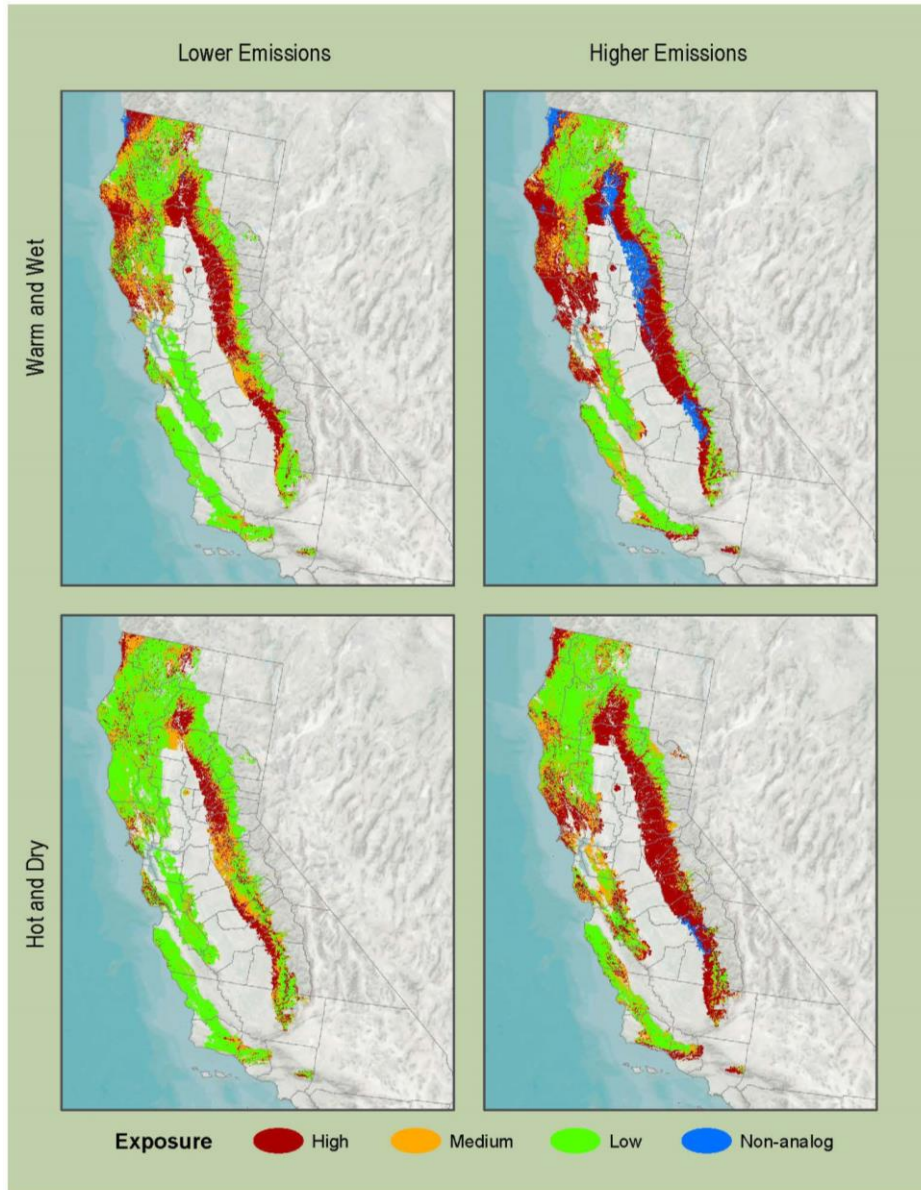 Lower Emissions
Higher Emissions
Warm and Wet
Hot and Dry
Exposure High Medium Low Non-analog